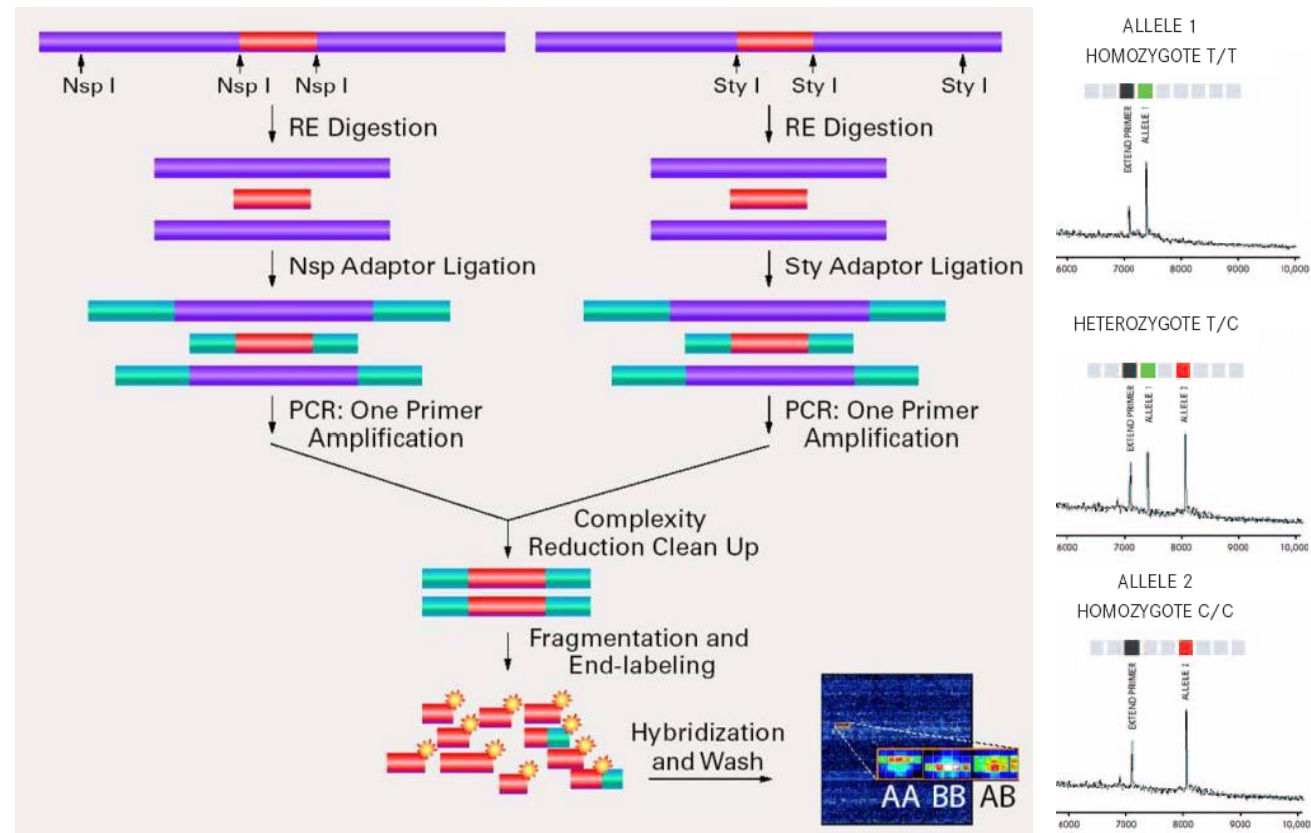 Nsp I Nsp I Nsp I
Sty I Sty I Sty I
RE Digestion
RE Digestion
Nsp Adaptor Ligation
Sty Adaptor Ligation
PCR: One Primer
Amplification
PCR: One Primer
Amplification
Complexity
Reduction Clean Up
Fragmentation and
End-labeling
Hybridization
and Wash
AA BB AB
ALLELE 1
HOMOZYGOTE T/T
EXTEND PRIMER
ALLELE 1
6000 7000 8000 9000 10,000
HETEROZYGOTE T/C
EXTEND PRIMER
ALLELE 1
ALLELE 2
6000 7000 8000 9000 10,000
ALLELE 2
HOMOZYGOTE C/C
EXTEND PRIMER
ALLELE 2
6000 7000 8000 9000 10,000